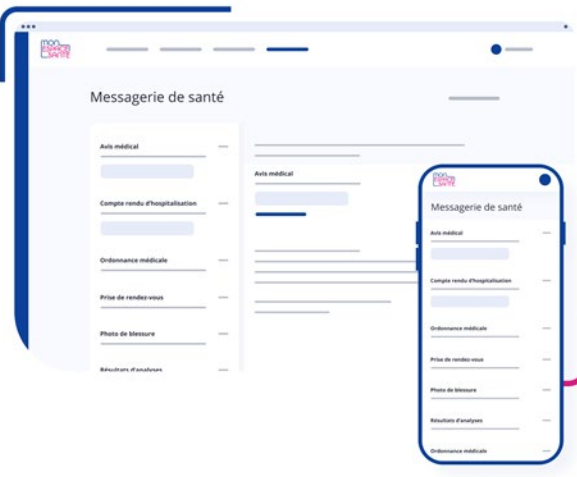 MON
ESPACE
SANTÉ
Messagerie de santé
Avis médical
Compte rendu d'hospitalisation
Ordonnance médicale
Prise de rendez-vous
Photo de blessure
Résultats d'analyses
Avis médical
MON
ESPACE
SANTÉ
Messagerie de santé
Avis médical
Compte rendu d'hospitalisation
Ordonnance médicale
Prise de rendez-vous
Photo de blessure
Résultats d'analyses
Ordonnance médicale